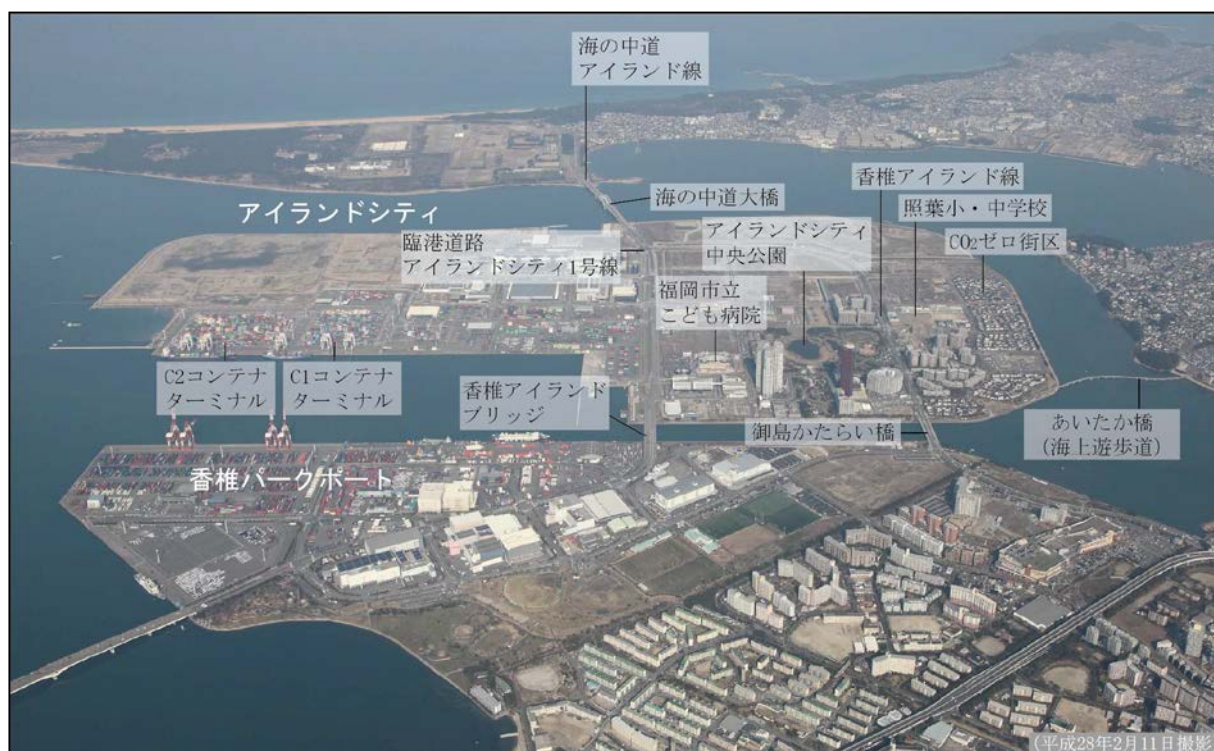 海の中道
アイランド線
香椎アイランド線
海の中道大橋
アイランドシティ
照葉小・中学校
アイランドシティ
中央公園
臨港道路
アイランドシティ1号線
CO₂ゼロ街区
福岡市立
こども病院
C2コンテナ
ターミナル
C1コンテナ
ターミナル
香椎アイランド
ブリッジ
御島かたらい橋
あいたか橋
(海上遊歩道)
香椎パークポート
(平成28年2月11日撮影